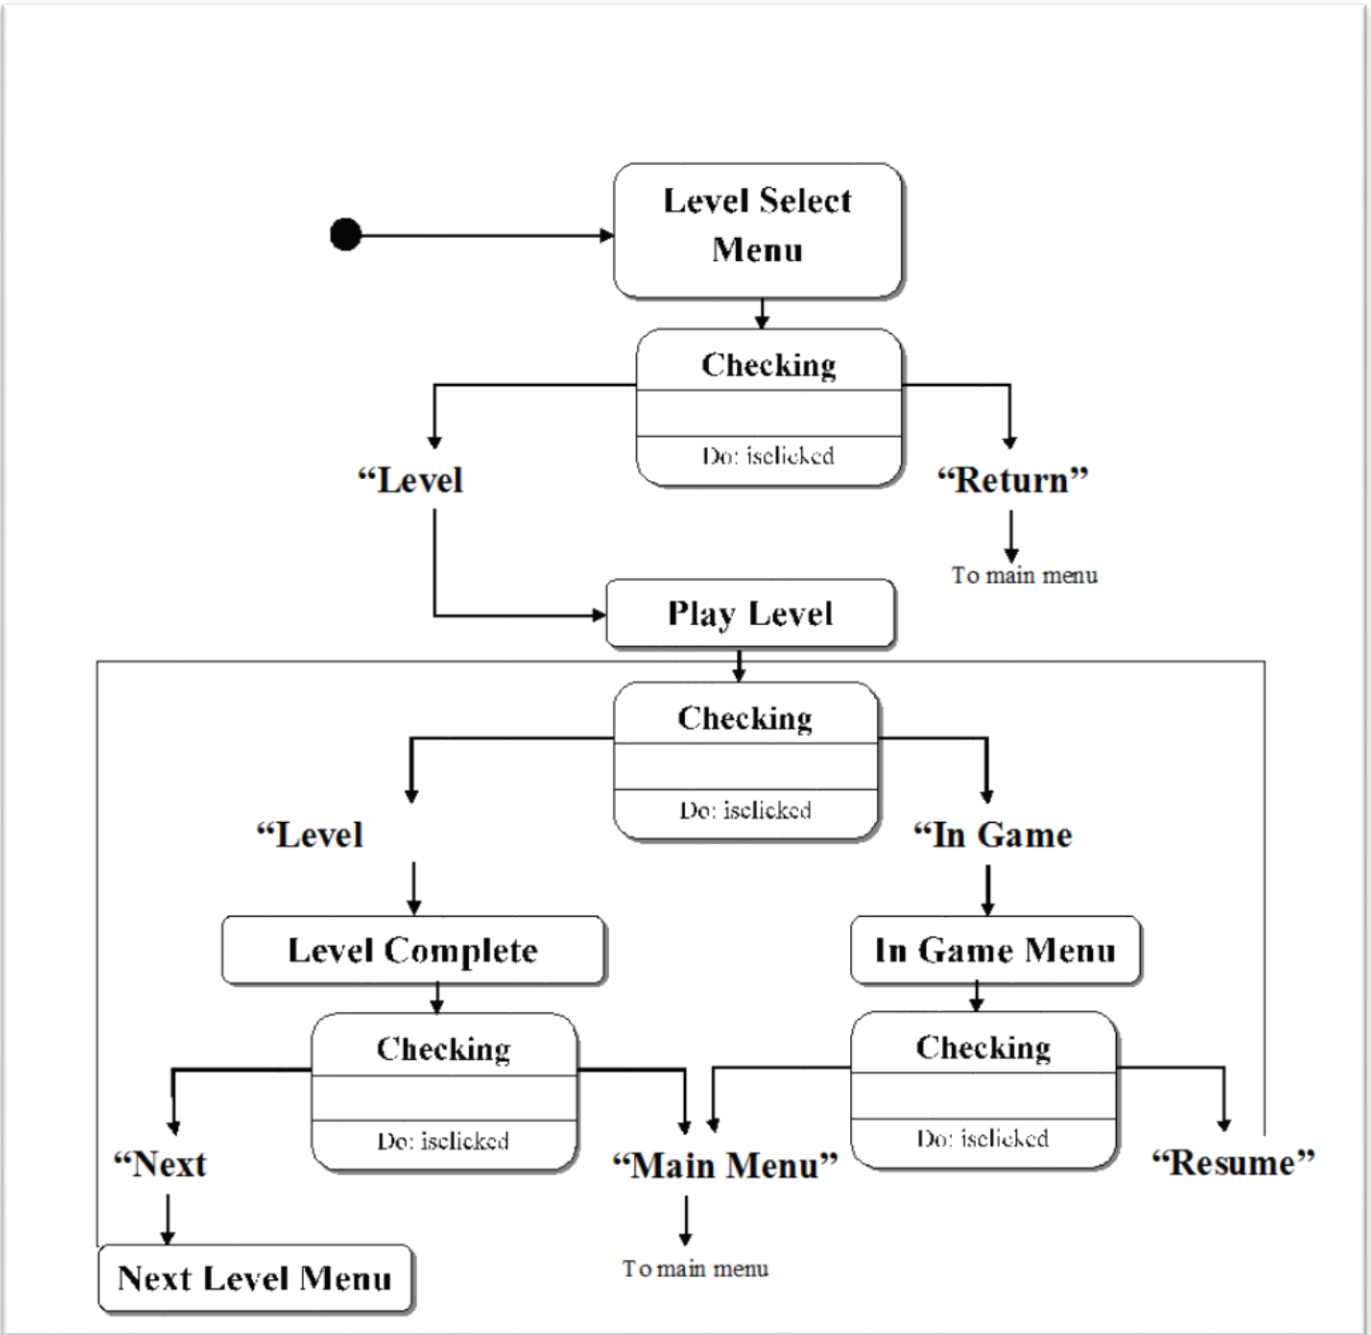 Level Select
Menu
Checking
Do: isclicked
“Level
“Return”
To main menu
Play Level
Checking
Do: isclicked
“Level
“In Game
Level Complete
In Game Menu
Checking
Do: isclicked
Checking
Do: isclicked
“Next
“Main Menu”
“Resume”
Next Level Menu
To main menu